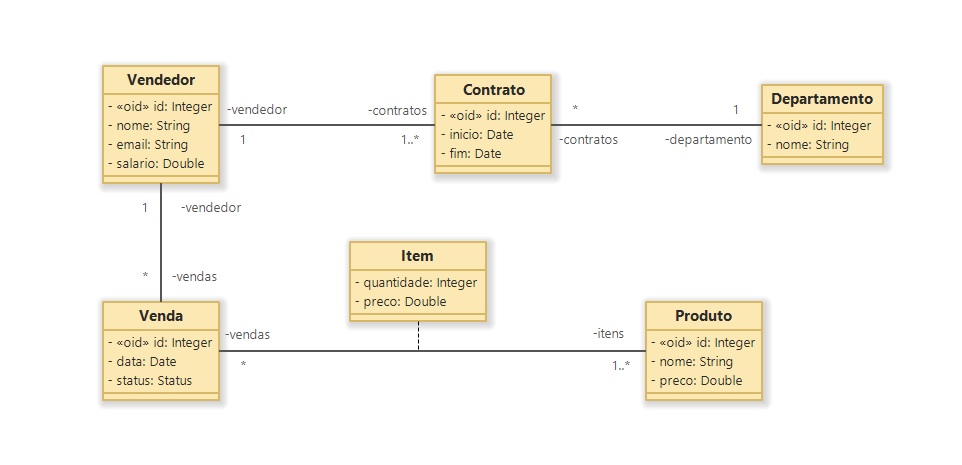 Vendedor
- «oid» id: Integer
- nome: String
- email: String
- salario: Double
-vendedor
1
-contratos
1..*
Contrato
- «oid» id: Integer
- inicio: Date
- fim: Date
*
-contratos
1
-departamento
Departamento
- «oid» id: Integer
- nome: String
1
-vendedor
*
-vendas
Item
- quantidade: Integer
- preco: Double
Venda
- «oid» id: Integer
- data: Date
- status: Status
-vendas
*
-itens
1..*
Produto
- «oid» id: Integer
- nome: String
- preco: Double